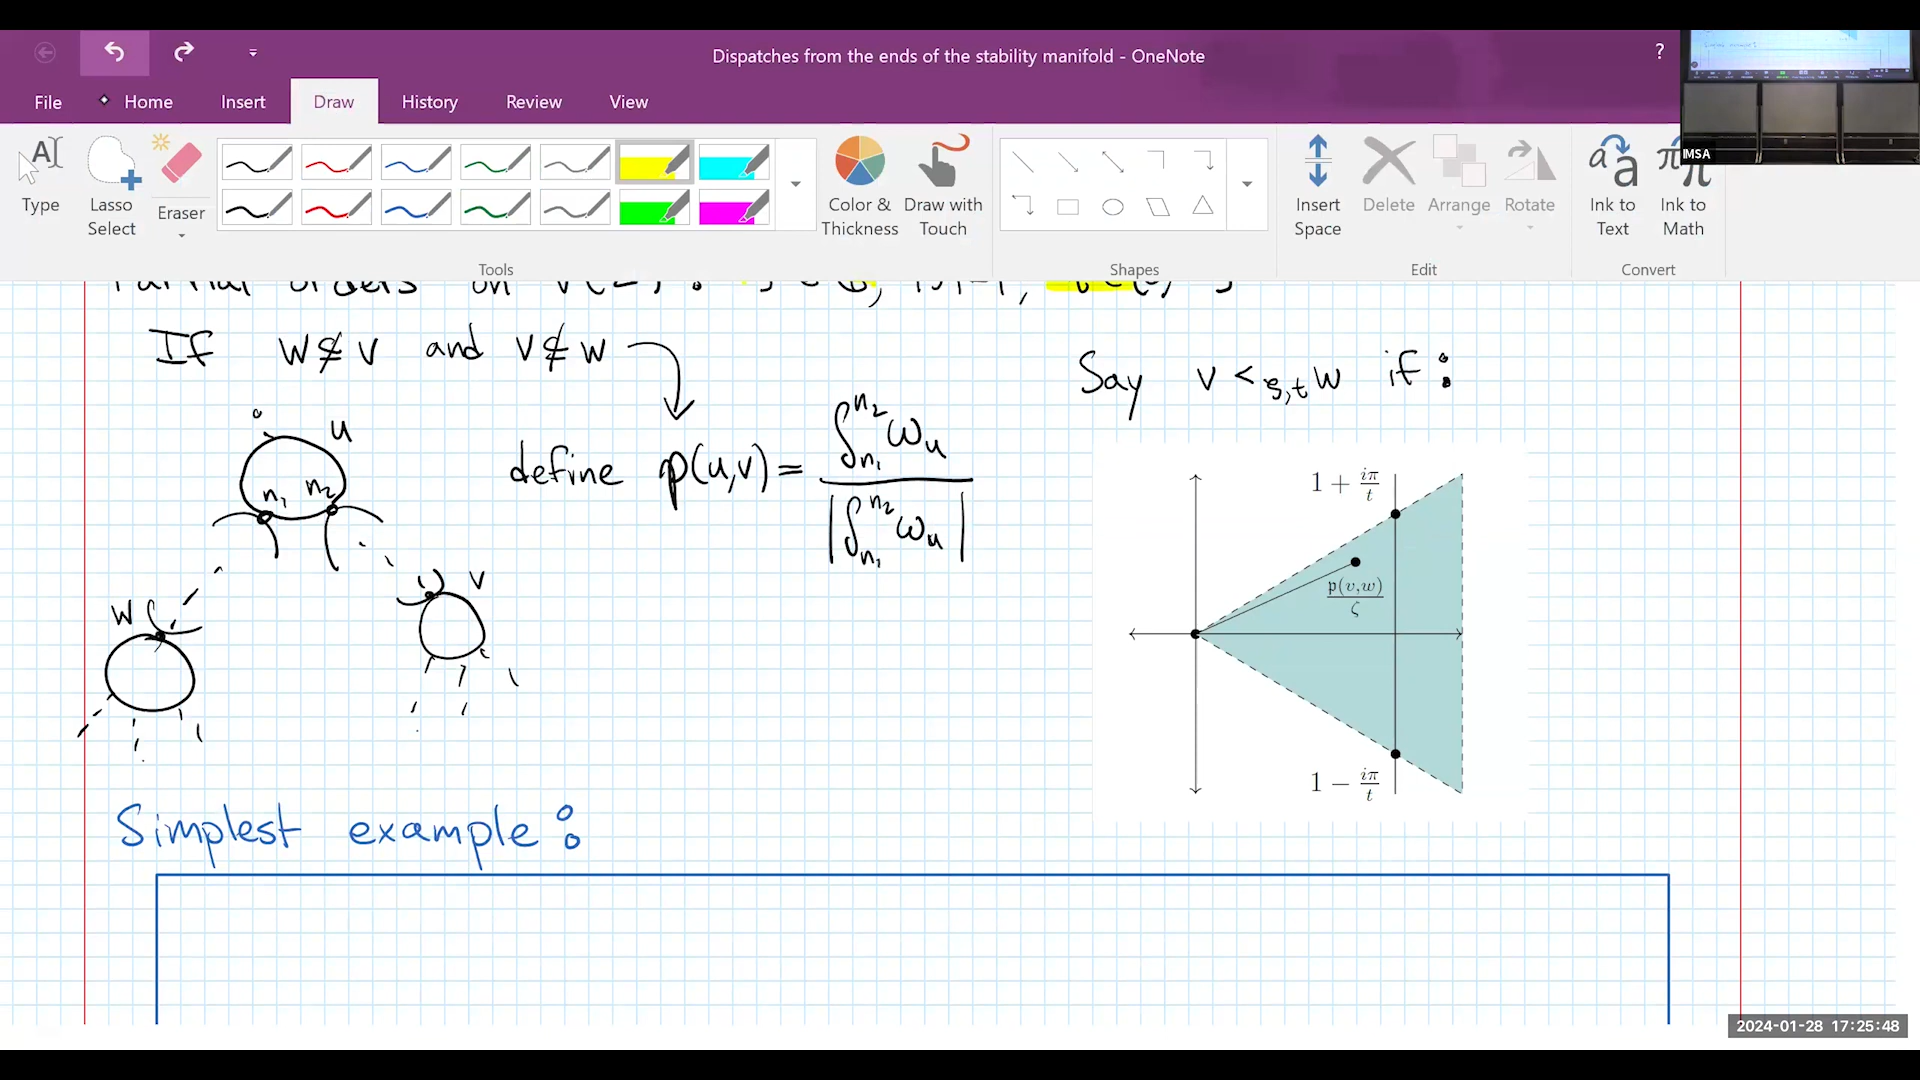 Dispatches from the ends of the stability manifold - OneNote
?
File Home Insert Draw History Review View
IMSA
Type
Lasso Select
Eraser
Color & Thickness
Draw with Touch
Insert Space
Delete
Arrange
Rotate
Ink to Text
Ink to Math
Tools
Shapes
Edit
Convert
If w ≰ v and v ≰ w
Say v <ζ,t w if :
u
n₁ n₂
define p(u,v) = ∫_{n₁}^{n₂} ω_u / |∫_{n₁}^{n₂} ω_u|
w
v
1 + iπ/t
𝔭(v,w)/ζ
1 − iπ/t
Simplest example :
2024-01-28 17:25:48